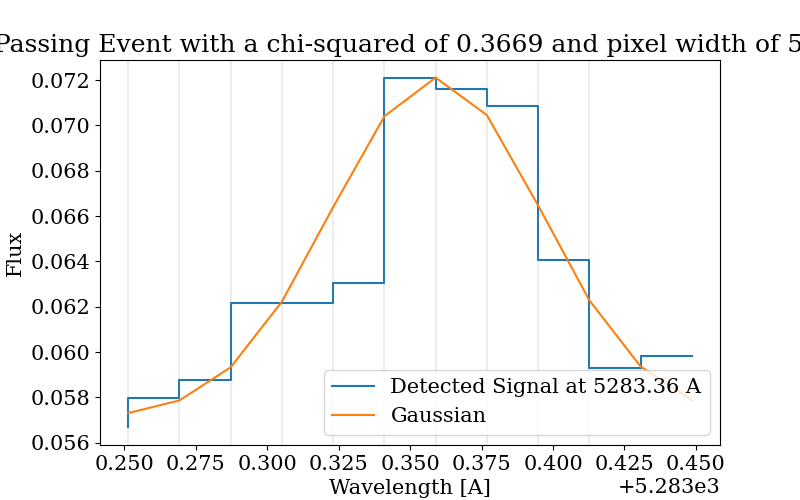 Passing Event with a chi-squared of 0.3669 and pixel width of 5
0.072
0.070
0.068
0.066
0.064
0.062
0.060
0.058
0.056
Flux
Detected Signal at 5283.36 A
Gaussian
0.250 0.275 0.300 0.325 0.350 0.375 0.400 0.425 0.450
Wavelength [A]
+5.283e3